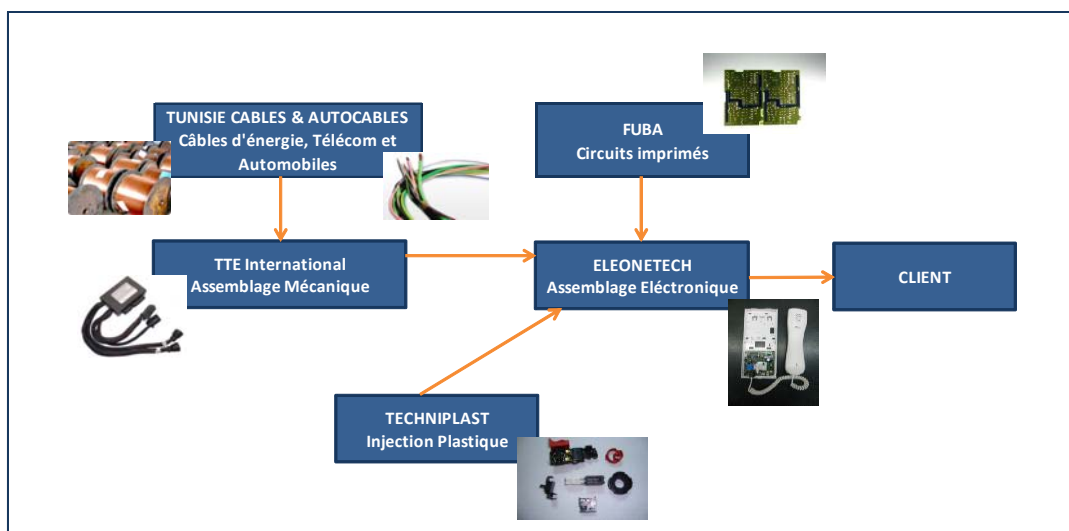 TUNISIE CABLES & AUTOCABLES
Câbles d'énergie, Télécom et
Automobiles
FUBA
Circuits imprimés
TTE International
Assemblage Mécanique
ELEONETECH
Assemblage Eléctronique
CLIENT
TECHNIPLAST
Injection Plastique